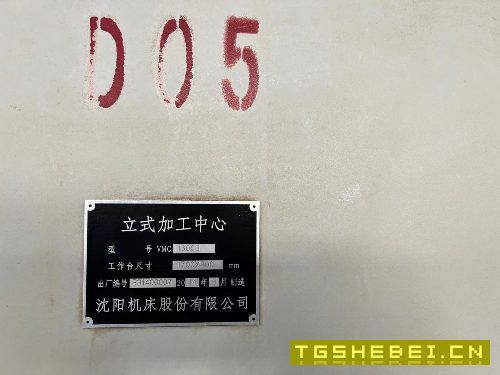 D05
立式加工中心
型 号 VMC
工作台尺寸 mm
出厂编号 20 年 月制造
沈阳机床股份有限公司
TGSHEBEI.CN